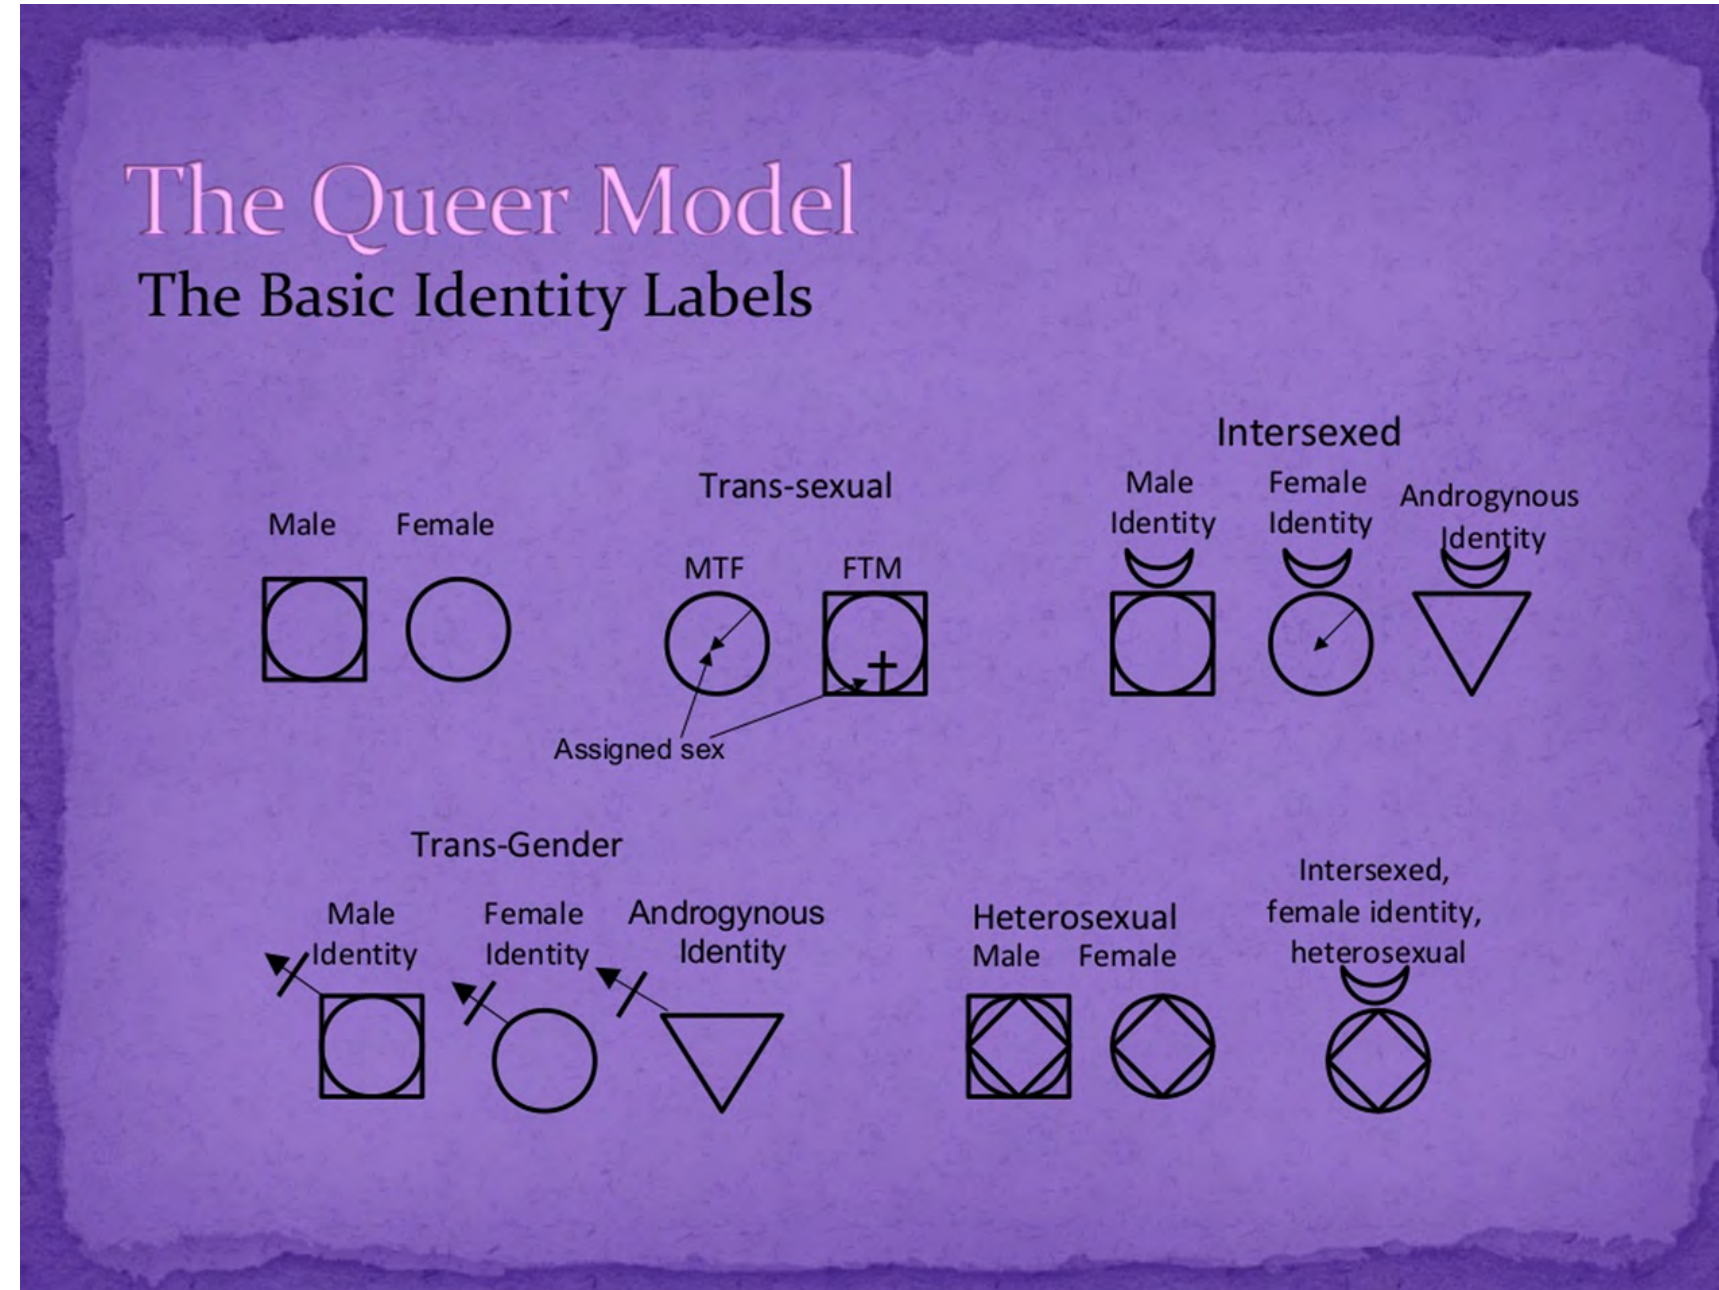 The Queer Model
The Basic Identity Labels
Male
Female
Trans-sexual
MTF
FTM
Assigned sex
Intersexed
Male
Identity
Female
Identity
Androgynous
Identity
Trans-Gender
Male
Identity
Female
Identity
Androgynous
Identity
Heterosexual
Male
Female
Intersexed,
female identity,
heterosexual